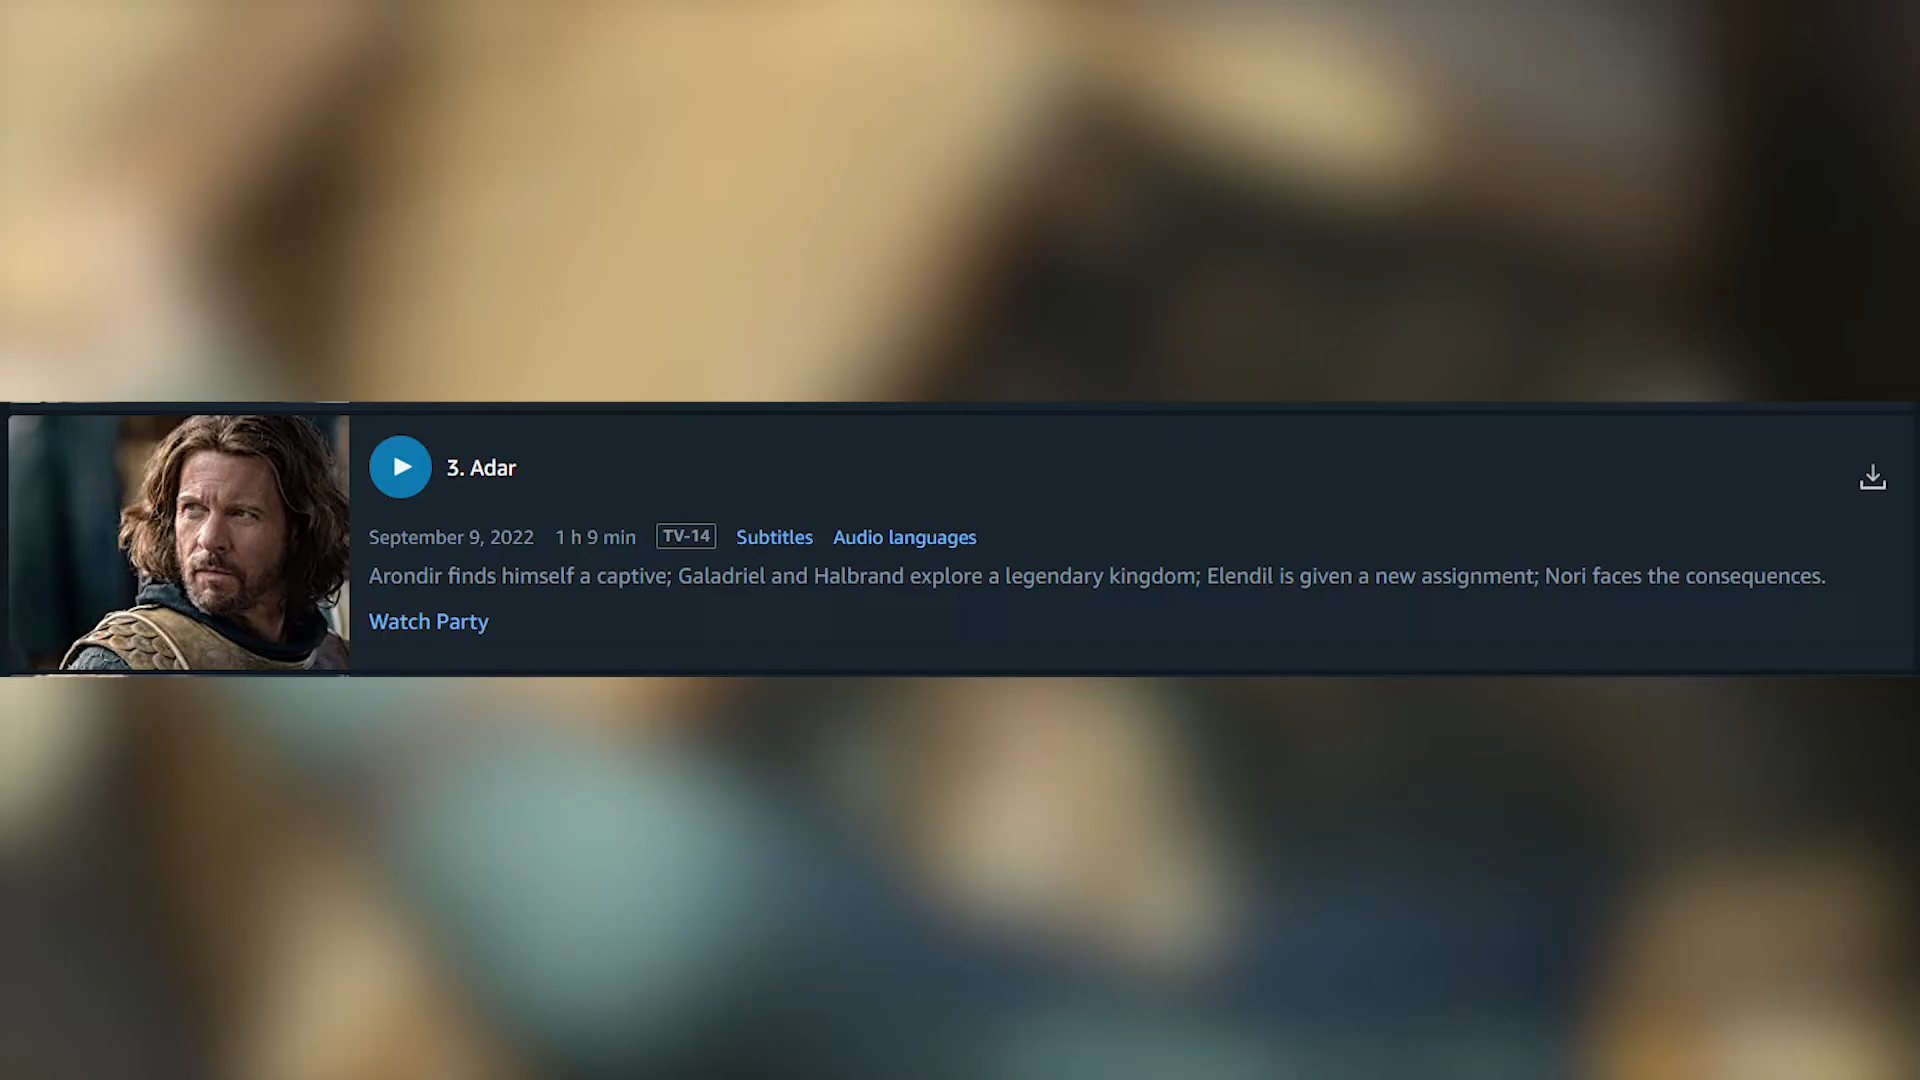 3. Adar
September 9, 2022 1 h 9 min TV-14 Subtitles Audio languages
Arondir finds himself a captive; Galadriel and Halbrand explore a legendary kingdom; Elendil is given a new assignment; Nori faces the consequences.
Watch Party